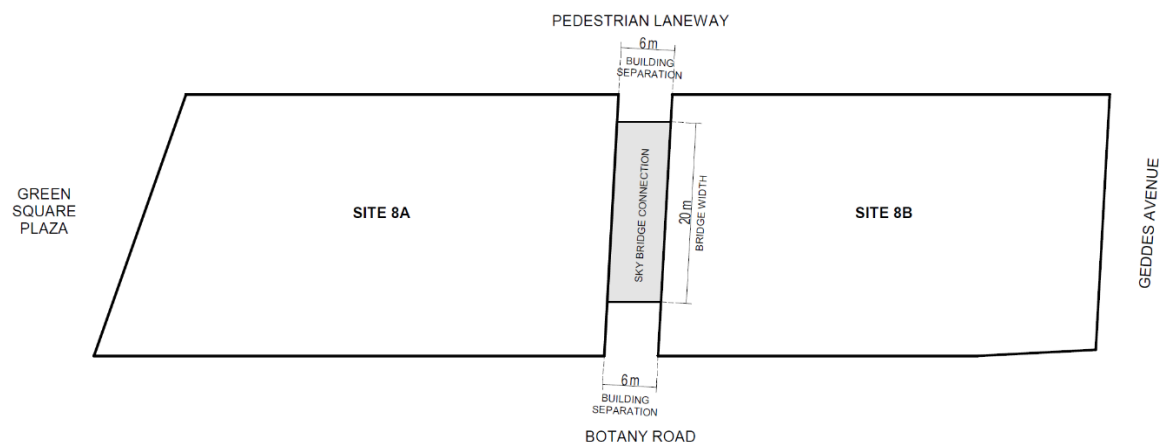 PEDESTRIAN LANEWAY
6m
BUILDING
SEPARATION
GREEN
SQUARE
PLAZA
SITE 8A
SKY BRIDGE CONNECTION
20m
BRIDGE WIDTH
SITE 8B
GEDDES AVENUE
6m
BUILDING
SEPARATION
BOTANY ROAD